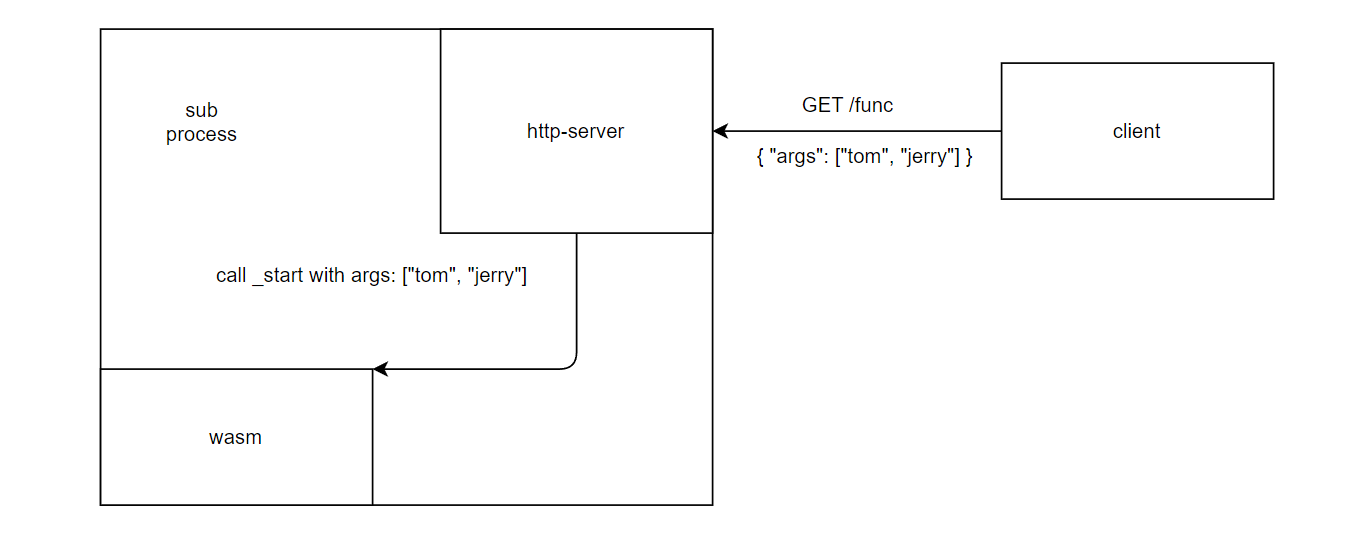 sub
process
http-server
GET /func
{ "args": ["tom", "jerry"] }
client
call _start with args: ["tom", "jerry"]
wasm